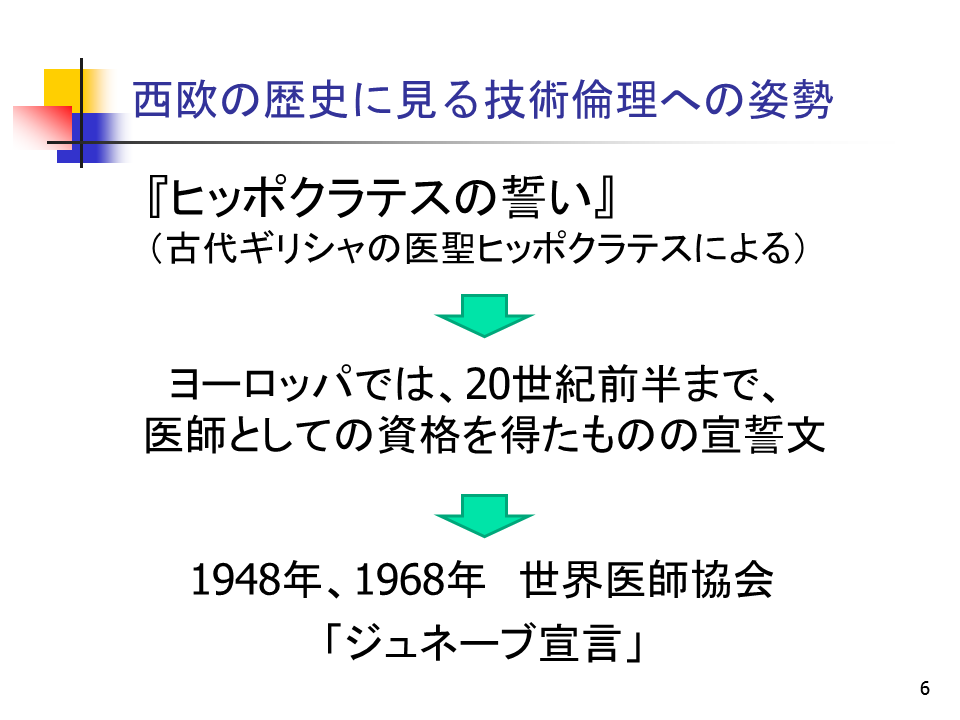 西欧の歴史に見る技術倫理への姿勢
『ヒッポクラテスの誓い』
（古代ギリシャの医聖ヒッポクラテスによる）
ヨーロッパでは、20世紀前半まで、
医師としての資格を得たものの宣誓文
1948年、1968年　世界医師協会
「ジュネーブ宣言」
6